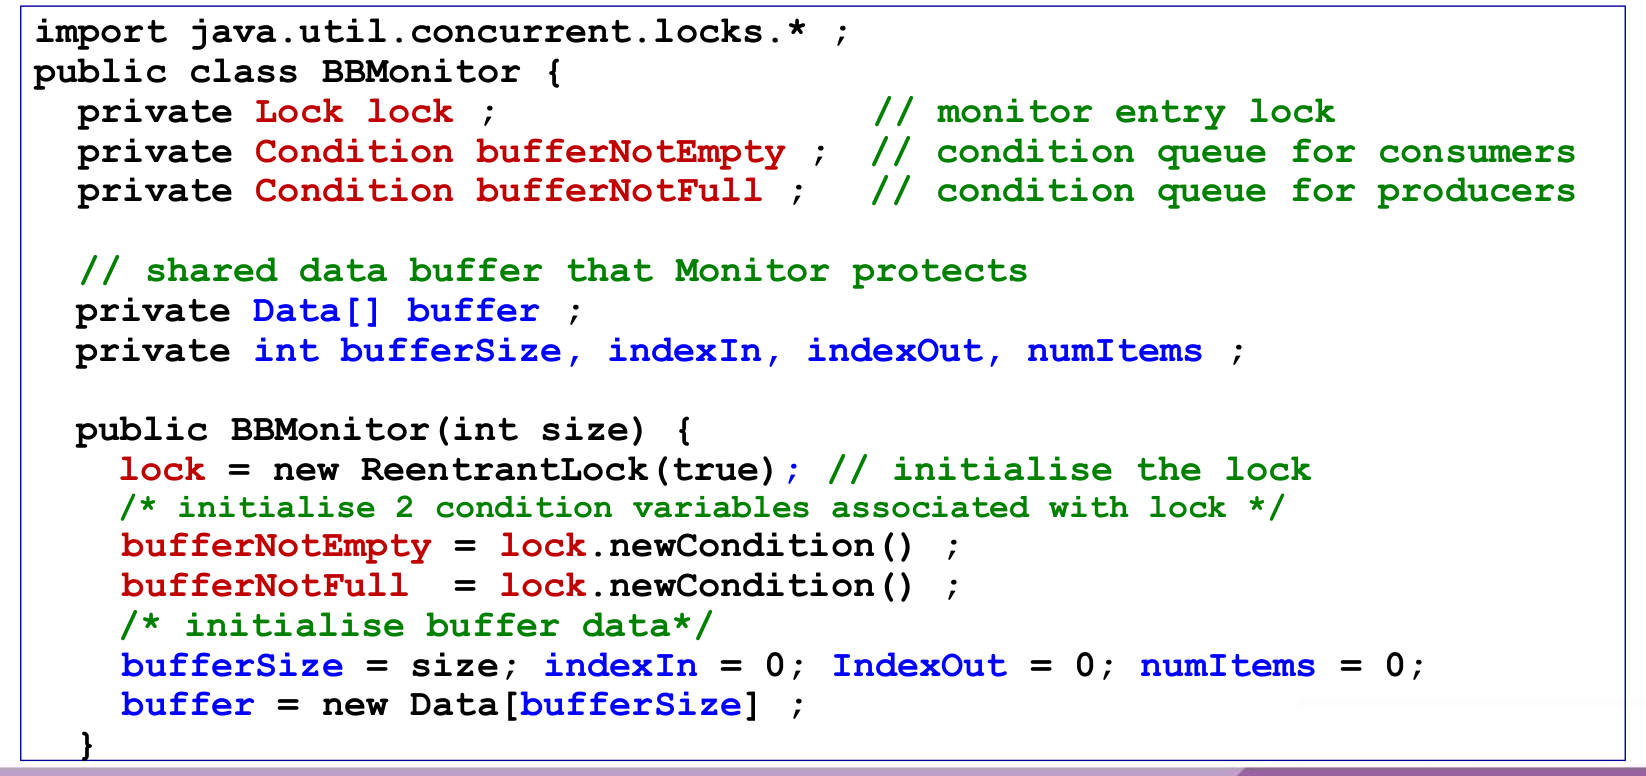 import java.util.concurrent.locks.* ;
public class BBMonitor {
private Lock lock ; // monitor entry lock
private Condition bufferNotEmpty ; // condition queue for consumers
private Condition bufferNotFull ; // condition queue for producers
// shared data buffer that Monitor protects
private Data[] buffer ;
private int bufferSize, indexIn, indexOut, numItems ;
public BBMonitor(int size) {
lock = new ReentrantLock(true); // initialise the lock
/* initialise 2 condition variables associated with lock */
bufferNotEmpty = lock.newCondition() ;
bufferNotFull = lock.newCondition() ;
/* initialise buffer data*/
bufferSize = size; indexIn = 0; IndexOut = 0; numItems = 0;
buffer = new Data[bufferSize] ;
}